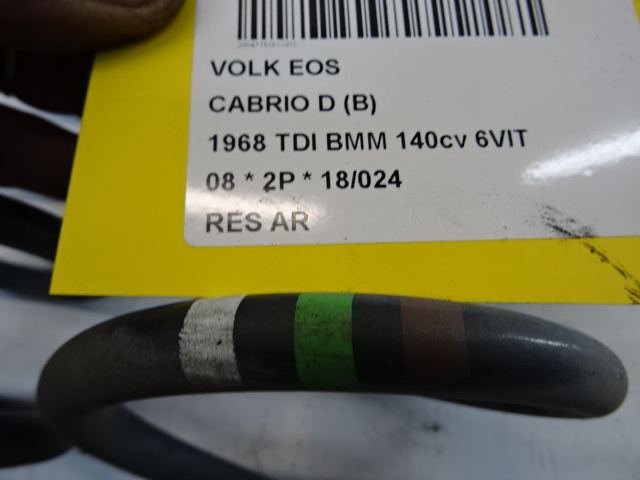 VOLK EOS
CABRIO D (B)
1968 TDI BMM 140cv 6VIT
08 * 2P * 18/024
RES AR